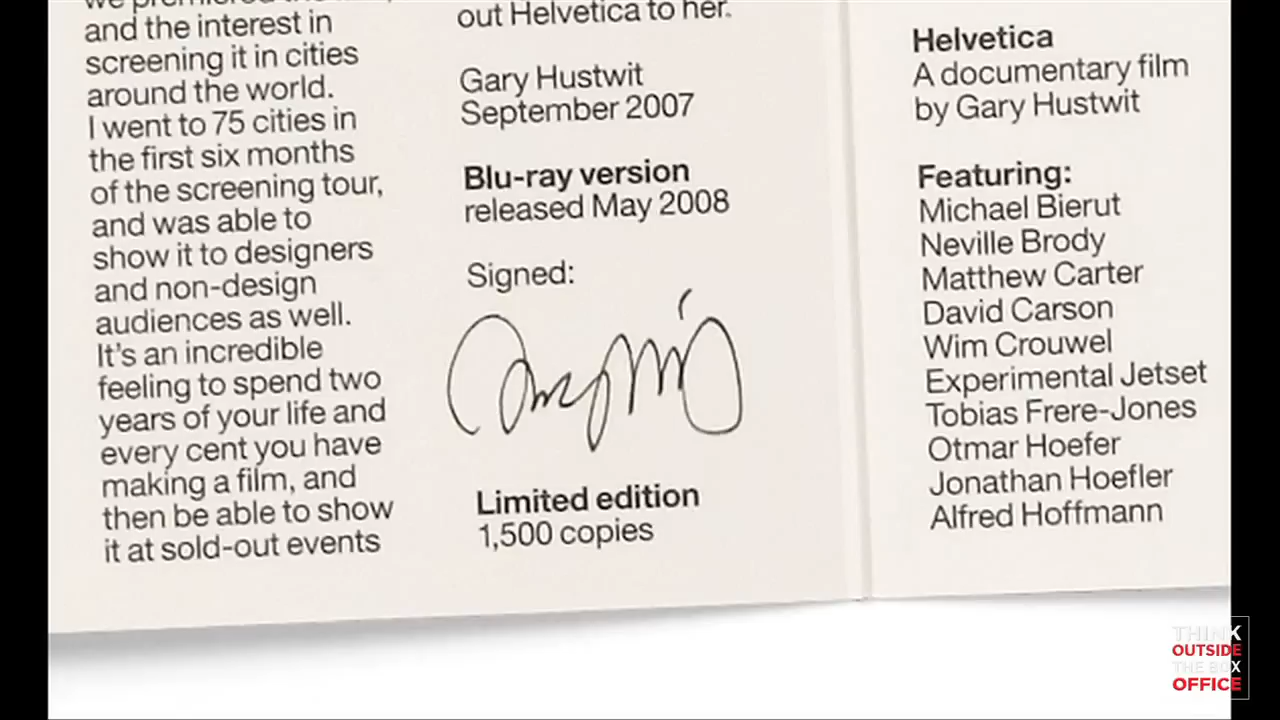 and the interest in
screening it in cities
around the world.
I went to 75 cities in
the first six months
of the screening tour,
and was able to
show it to designers
and non-design
audiences as well.
It's an incredible
feeling to spend two
years of your life and
every cent you have
making a film, and
then be able to show
it at sold-out events
out Helvetica to her.
Gary Hustwit
September 2007
Blu-ray version
released May 2008
Signed:
Limited edition
1,500 copies
Helvetica
A documentary film
by Gary Hustwit
Featuring:
Michael Bierut
Neville Brody
Matthew Carter
David Carson
Wim Crouwel
Experimental Jetset
Tobias Frere-Jones
Otmar Hoefer
Jonathan Hoefler
Alfred Hoffmann
THINK
OUTSIDE
THE BOX
OFFICE